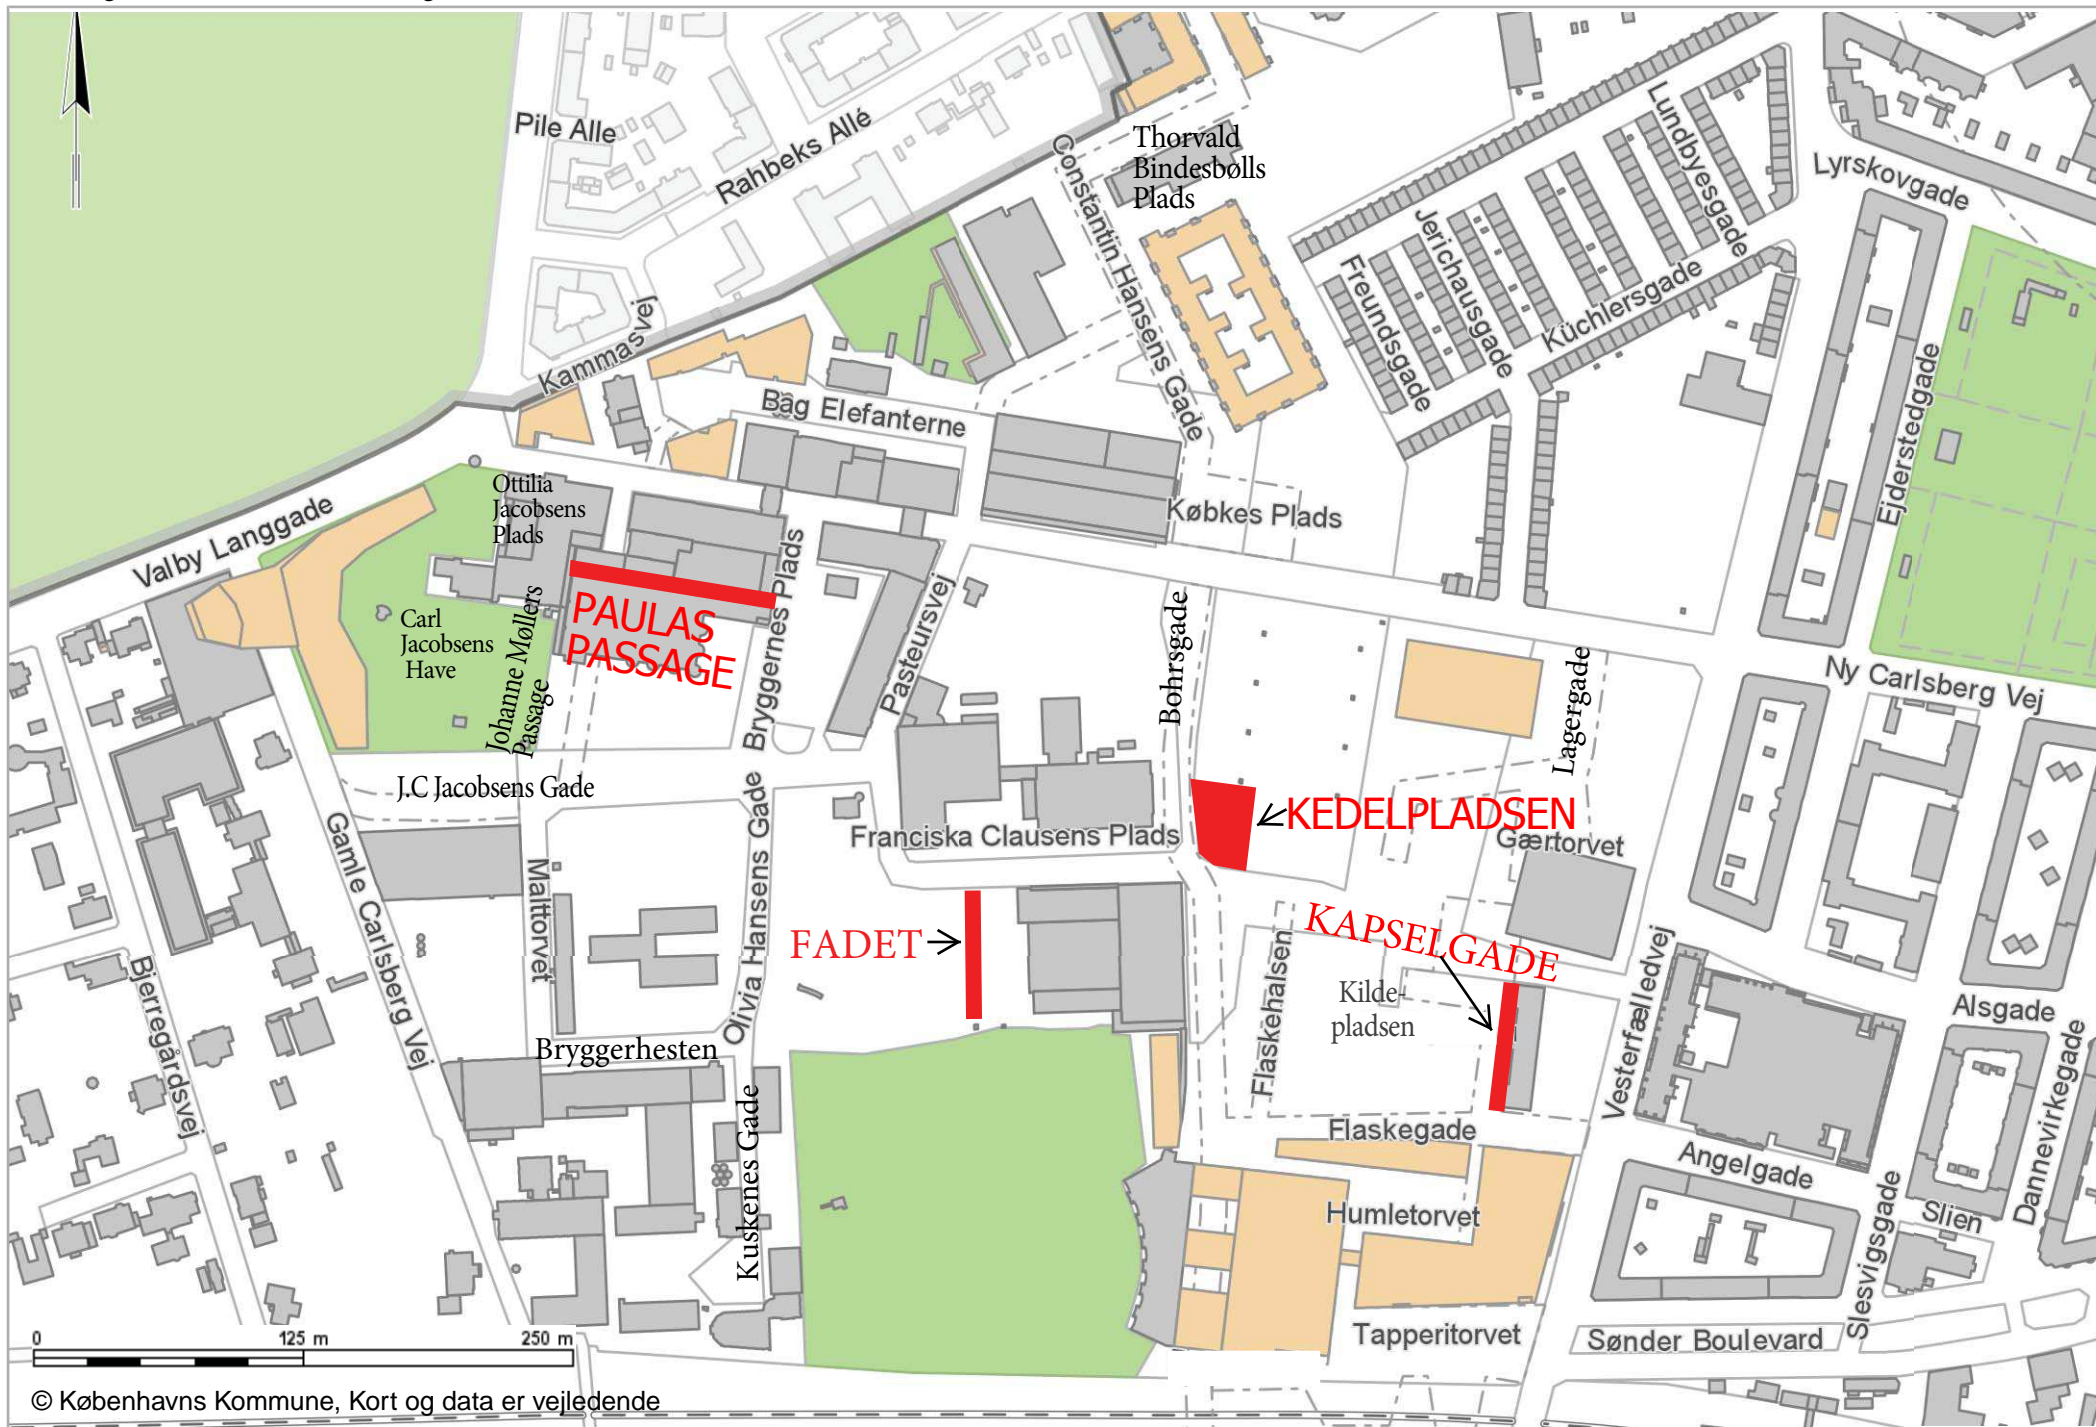 Pile Alle
Rahbeks Allé
Constantin Hansens Gade
Thorvald
Bindesbølls
Plads
Lundbyesgade
Lyrskovgade
Jerichausgade
Freundsgade
Küchlersgade
Kammasvej
Bag Elefanterne
Ejderstedgade
Valby Langgade
Ottilia
Jacobsens
Plads
Købkes Plads
PAULAS
PASSAGE
Carl
Jacobsens
Have
Johanne Møllers
Passage
Bryggernes Plads
Pasteursvej
Bohrsgade
Lagergade
Ny Carlsberg Vej
J.C Jacobsens Gade
KEDELPLADSEN
Franciska Clausens Plads
Gærtorvet
Gamle Carlsberg Vej
Malttorvet
Olivia Hansens Gade
FADET
KAPSELGADE
Flaskehalsen
Kilde-
pladsen
Vesterfælledvej
Alsgade
Bjerregårdsvej
Bryggerhesten
Kuskenes Gade
Flaskegade
Angelgade
Dannevirkegade
Slien
Humletorvet
Slesvigsgade
Tapperitorvet
Sønder Boulevard
0 125 m 250 m
© Københavns Kommune, Kort og data er vejledende